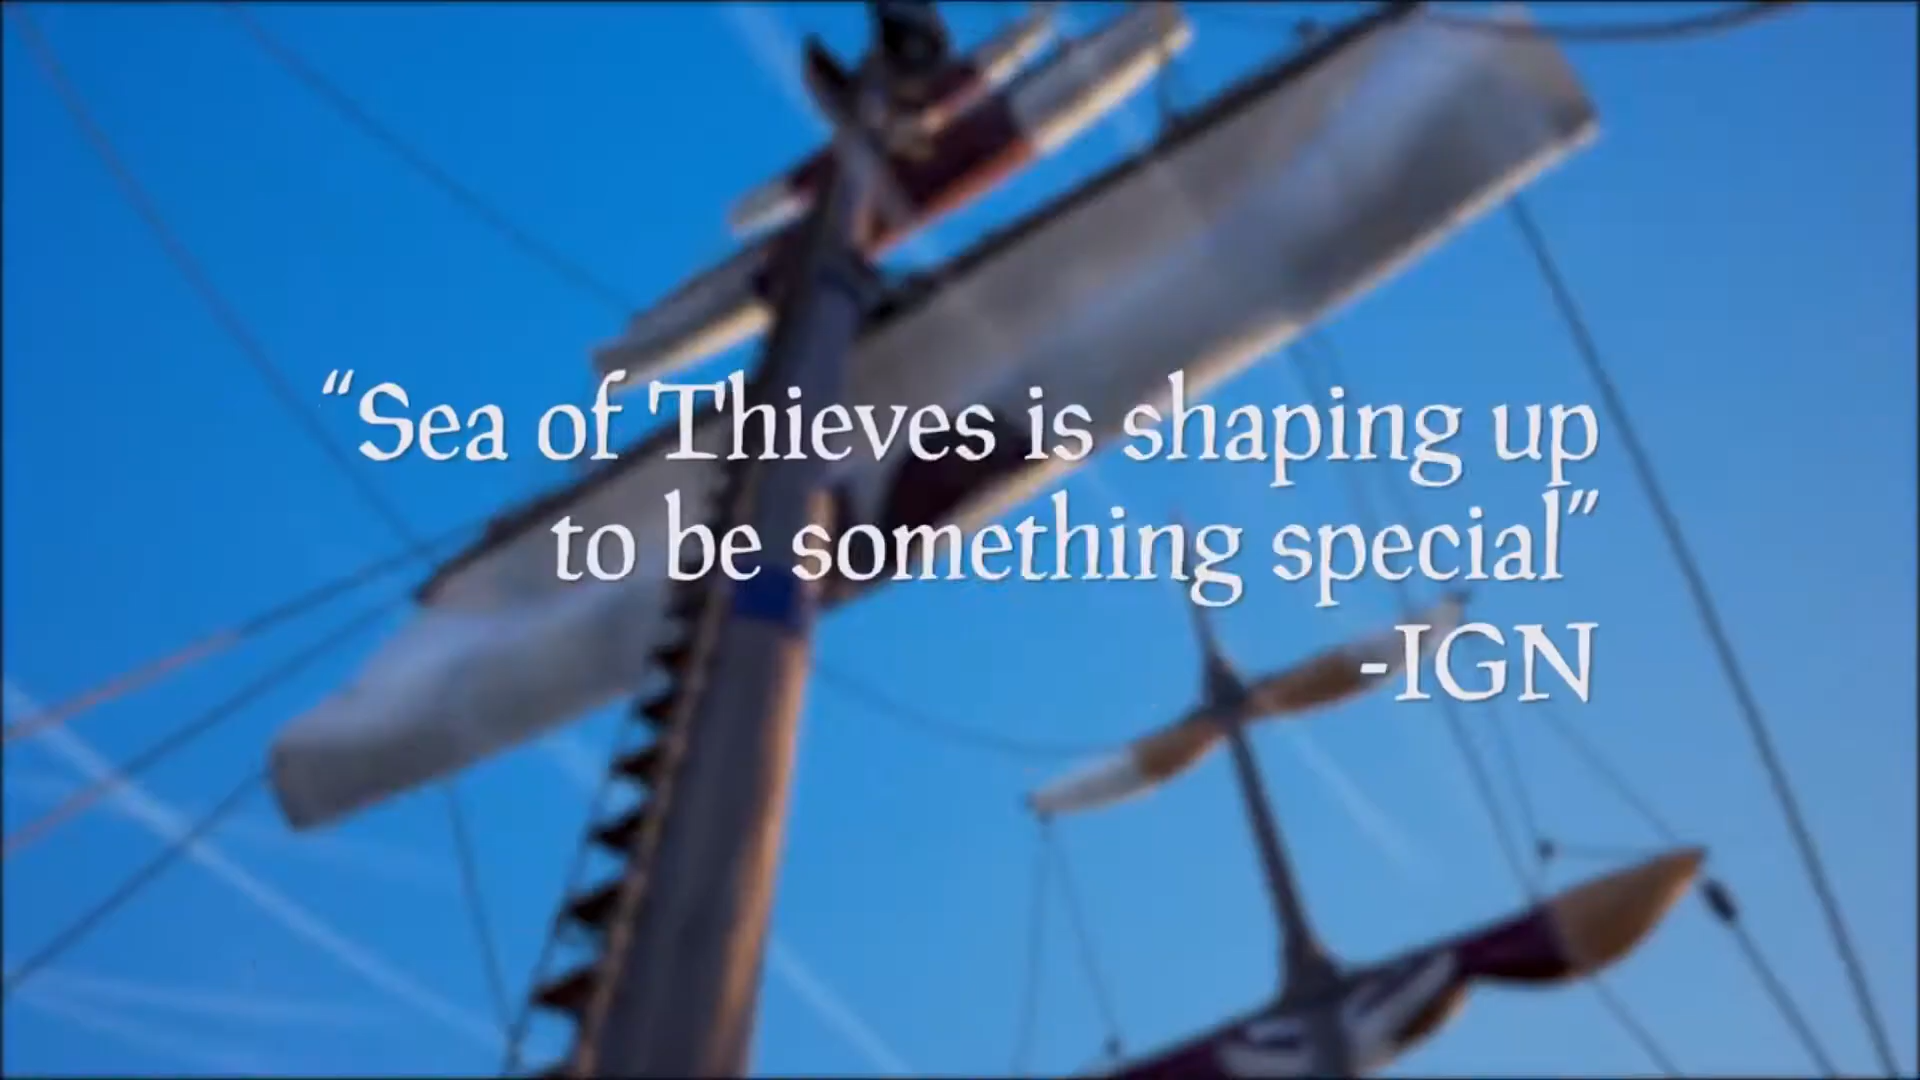 “Sea of Thieves is shaping up
to be something special”
-IGN